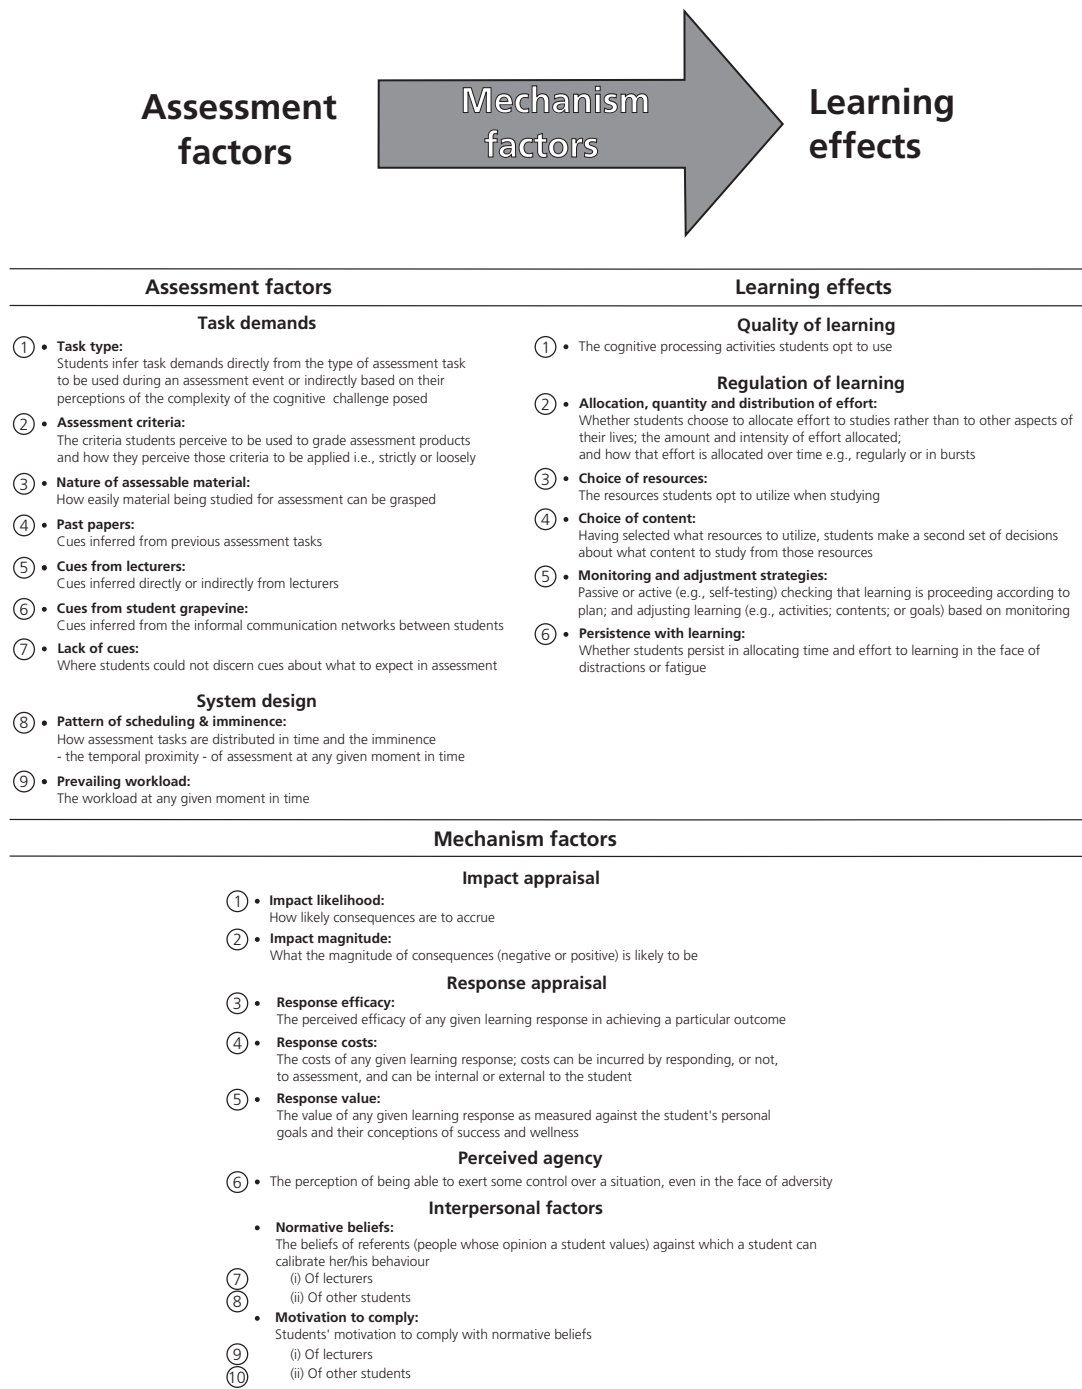 Assessment
factors
Mechanism
factors
Learning
effects
Assessment factors
Task demands
1 • Task type:
Students infer task demands directly from the type of assessment task
to be used during an assessment event or indirectly based on their
perceptions of the complexity of the cognitive challenge posed
2 • Assessment criteria:
The criteria students perceive to be used to grade assessment products
and how they perceive those criteria to be applied i.e., strictly or loosely
3 • Nature of assessable material:
How easily material being studied for assessment can be grasped
4 • Past papers:
Cues inferred from previous assessment tasks
5 • Cues from lecturers:
Cues inferred directly or indirectly from lecturers
6 • Cues from student grapevine:
Cues inferred from the informal communication networks between students
7 • Lack of cues:
Where students could not discern cues about what to expect in assessment
System design
8 • Pattern of scheduling & imminence:
How assessment tasks are distributed in time and the imminence
- the temporal proximity - of assessment at any given moment in time
9 • Prevailing workload:
The workload at any given moment in time
Learning effects
Quality of learning
1 • The cognitive processing activities students opt to use
Regulation of learning
2 • Allocation, quantity and distribution of effort:
Whether students choose to allocate effort to studies rather than to other aspects of
their lives; the amount and intensity of effort allocated;
and how that effort is allocated over time e.g., regularly or in bursts
3 • Choice of resources:
The resources students opt to utilize when studying
4 • Choice of content:
Having selected what resources to utilize, students make a second set of decisions
about what content to study from those resources
5 • Monitoring and adjustment strategies:
Passive or active (e.g., self-testing) checking that learning is proceeding according to
plan; and adjusting learning (e.g., activities; contents; or goals) based on monitoring
6 • Persistence with learning:
Whether students persist in allocating time and effort to learning in the face of
distractions or fatigue
Mechanism factors
Impact appraisal
1 • Impact likelihood:
How likely consequences are to accrue
2 • Impact magnitude:
What the magnitude of consequences (negative or positive) is likely to be
Response appraisal
3 • Response efficacy:
The perceived efficacy of any given learning response in achieving a particular outcome
4 • Response costs:
The costs of any given learning response; costs can be incurred by responding, or not,
to assessment, and can be internal or external to the student
5 • Response value:
The value of any given learning response as measured against the student's personal
goals and their conceptions of success and wellness
Perceived agency
6 • The perception of being able to exert some control over a situation, even in the face of adversity
Interpersonal factors
• Normative beliefs:
The beliefs of referents (people whose opinion a student values) against which a student can
calibrate her/his behaviour
7 (i) Of lecturers
8 (ii) Of other students
• Motivation to comply:
Students' motivation to comply with normative beliefs
9 (i) Of lecturers
10 (ii) Of other students